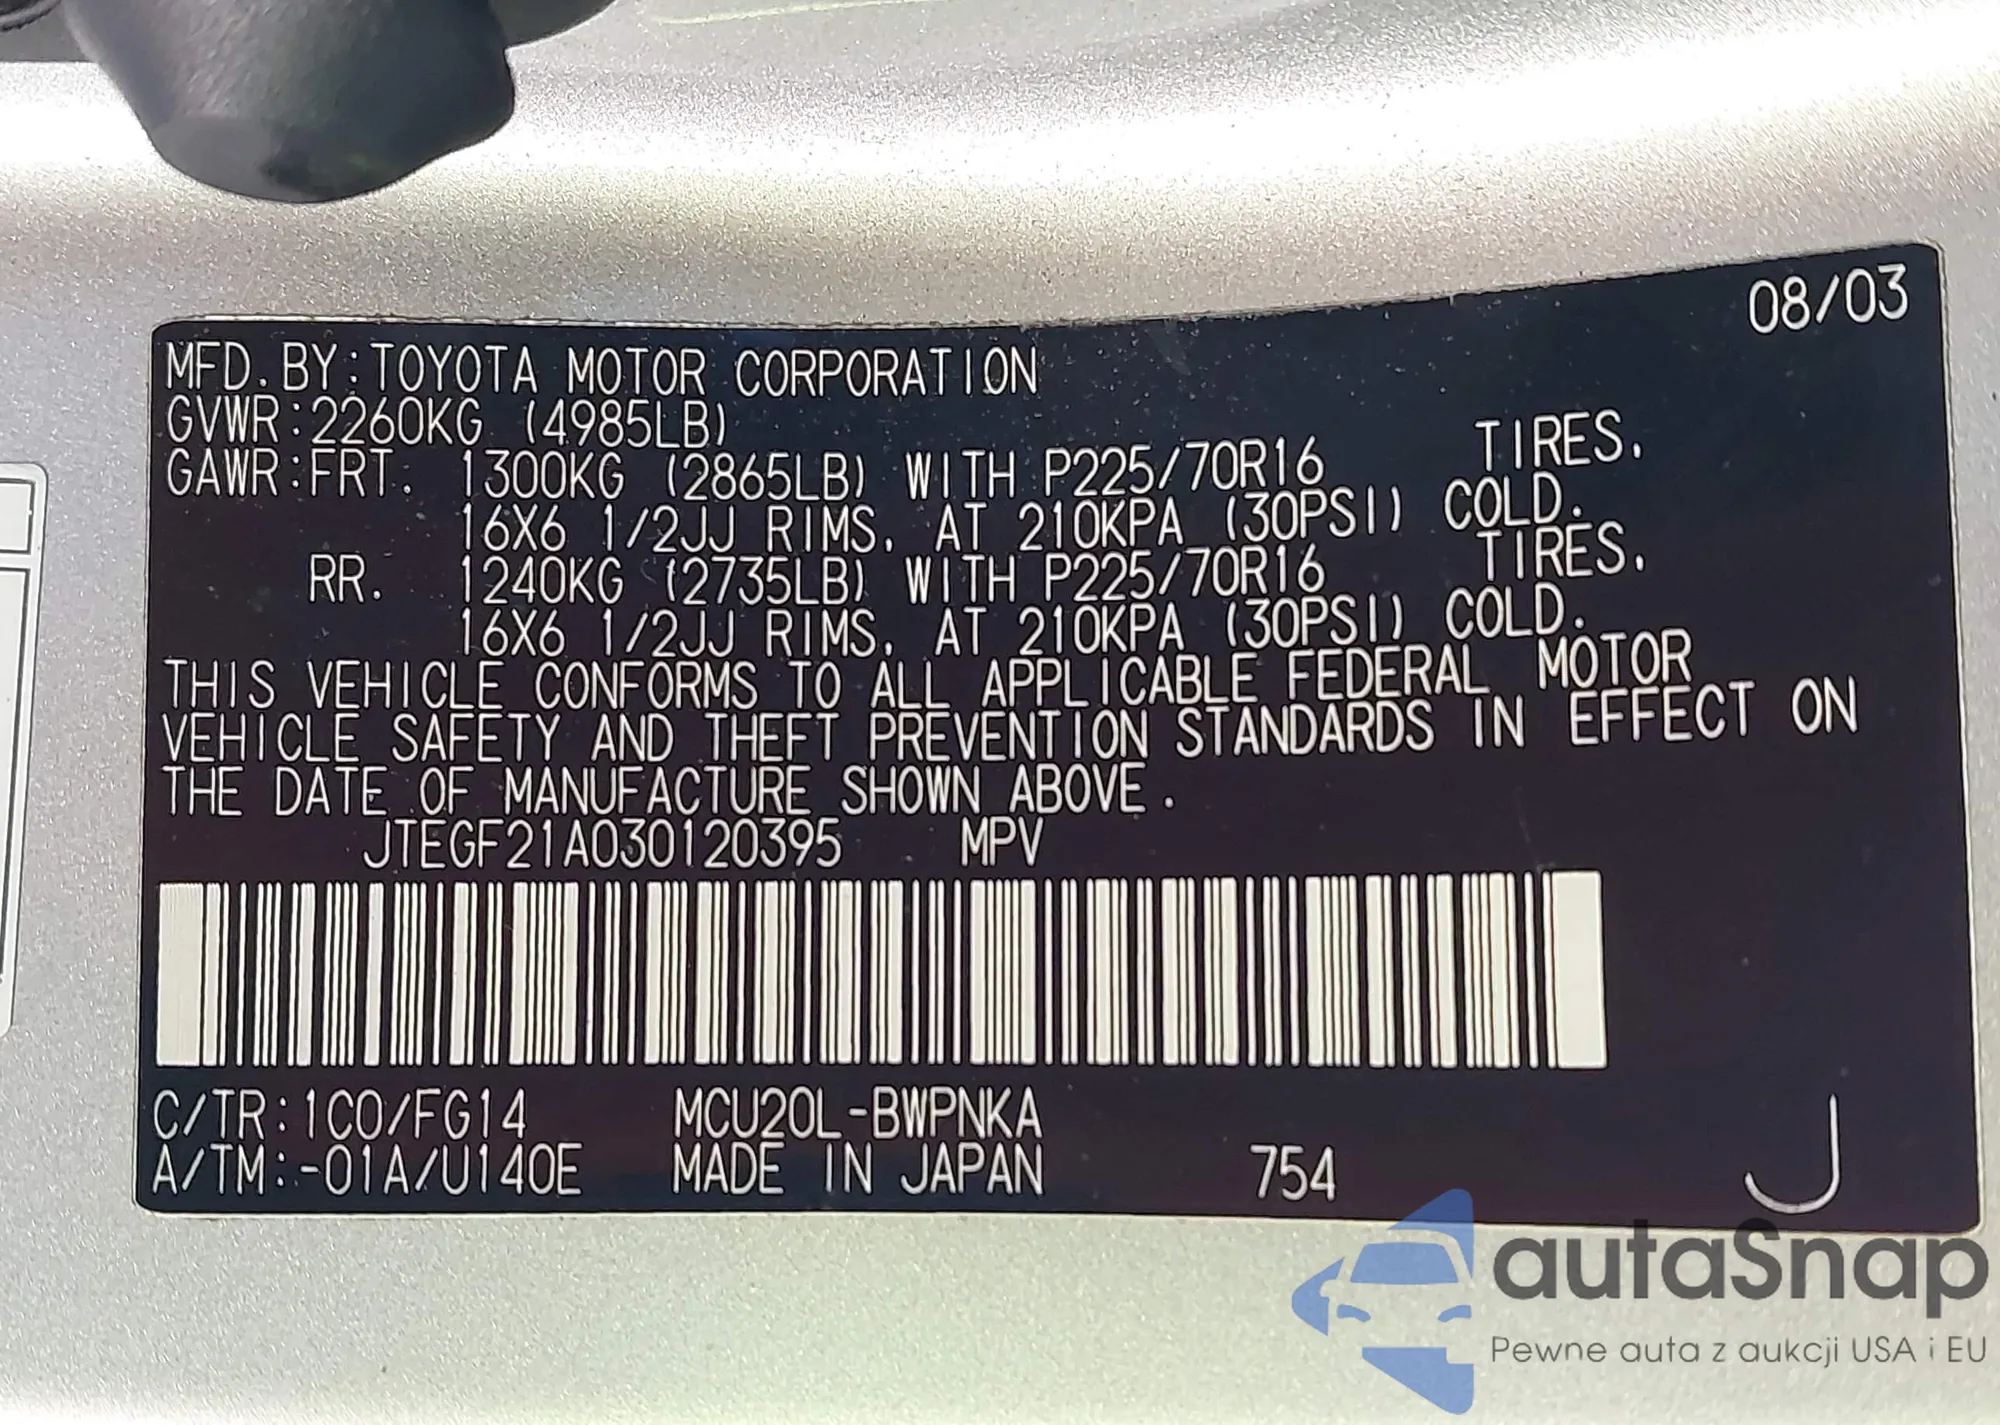 08/03
MFD. BY: TOYOTA MOTOR CORPORATION
GVWR: 2260KG (4985LB)
GAWR: FRT. 1300KG (2865LB) WITH P225/70R16 TIRES.
16X6 1/2JJ RIMS. AT 210KPA (30PSI) COLD.
RR. 1240KG (2735LB) WITH P225/70R16 TIRES.
16X6 1/2JJ RIMS. AT 210KPA (30PSI) COLD.
THIS VEHICLE CONFORMS TO ALL APPLICABLE FEDERAL MOTOR
VEHICLE SAFETY AND THEFT PREVENTION STANDARDS IN EFFECT ON
THE DATE OF MANUFACTURE SHOWN ABOVE.
JTEGF21A030120395 MPV
C/TR: 1C0/FG14 MCU20L-BWPNKA
A/TM: -01A/U140E MADE IN JAPAN 754 J
autaSnap
Pewne auta z aukcji USA i EU